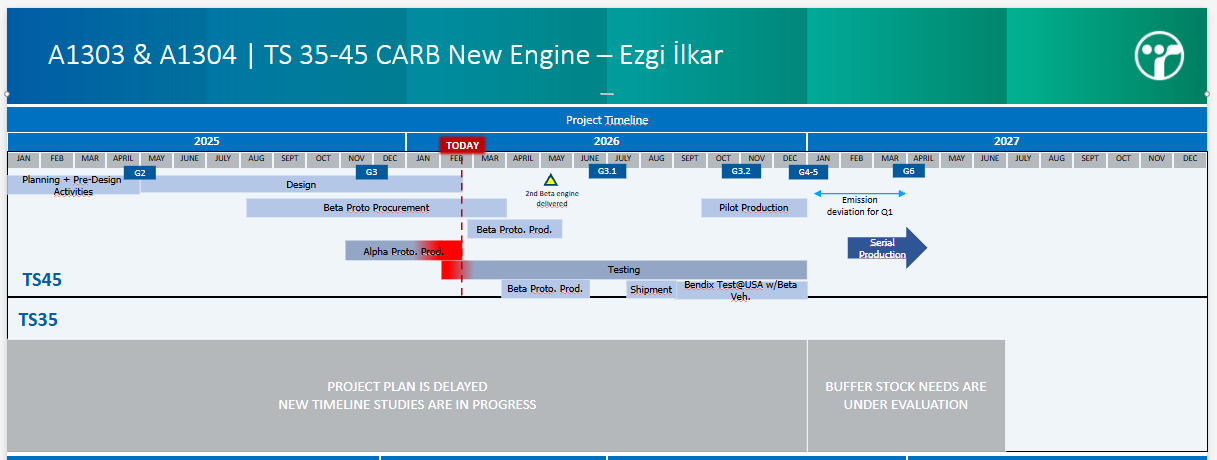 A1303 & A1304 | TS 35-45 CARB New Engine – Ezgi İlkar
Project Timeline
2025
2026
2027
TODAY
JAN FEB MAR APRIL MAY JUNE JULY AUG SEPT OCT NOV DEC JAN FEB MAR APRIL MAY JUNE JULY AUG SEPT OCT NOV DEC JAN FEB MAR APRIL MAY JUNE JULY AUG SEPT OCT NOV DEC
G2
G3
G3.1
G3.2
G4-5
G6
Planning + Pre-Design
Activities
Design
2nd Beta engine
delivered
Emission
deviation for Q1
Beta Proto Procurement
Pilot Production
Beta Proto. Prod.
Alpha Proto. Prod.
Serial
Production
Testing
TS45
Beta Proto. Prod.
Shipment
Bendix Test@USA w/Beta
Veh.
TS35
PROJECT PLAN IS DELAYED
NEW TIMELINE STUDIES ARE IN PROGRESS
BUFFER STOCK NEEDS ARE
UNDER EVALUATION